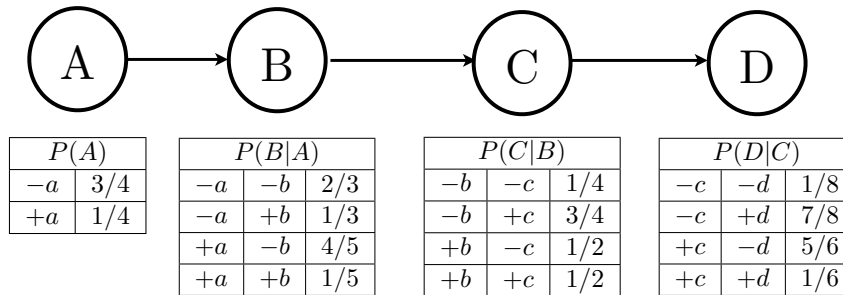 A B C D
P(A) P(B|A) P(C|B) P(D|C)
−a 3/4 −a −b 2/3 −b −c 1/4 −c −d 1/8
+a 1/4 −a +b 1/3 −b +c 3/4 −c +d 7/8
+a −b 4/5 +b −c 1/2 +c −d 5/6
+a +b 1/5 +b +c 1/2 +c +d 1/6